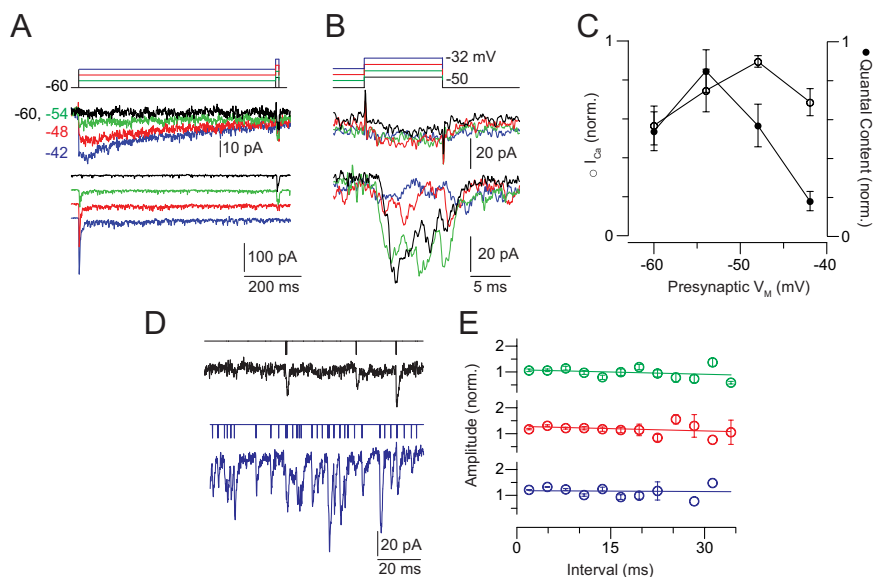 A
-60
-60, -54
-48
-42
10 pA
100 pA
200 ms
B
-32 mV
-50
20 pA
20 pA
5 ms
C
1
0
○ I Ca (norm.)
1
0
● Quantal Content (norm.)
-60
-50
-40
Presynaptic V M (mV)
D
20 pA
20 ms
E
Amplitude (norm.)
2
1
2
1
2
1
0
15
30
Interval (ms)